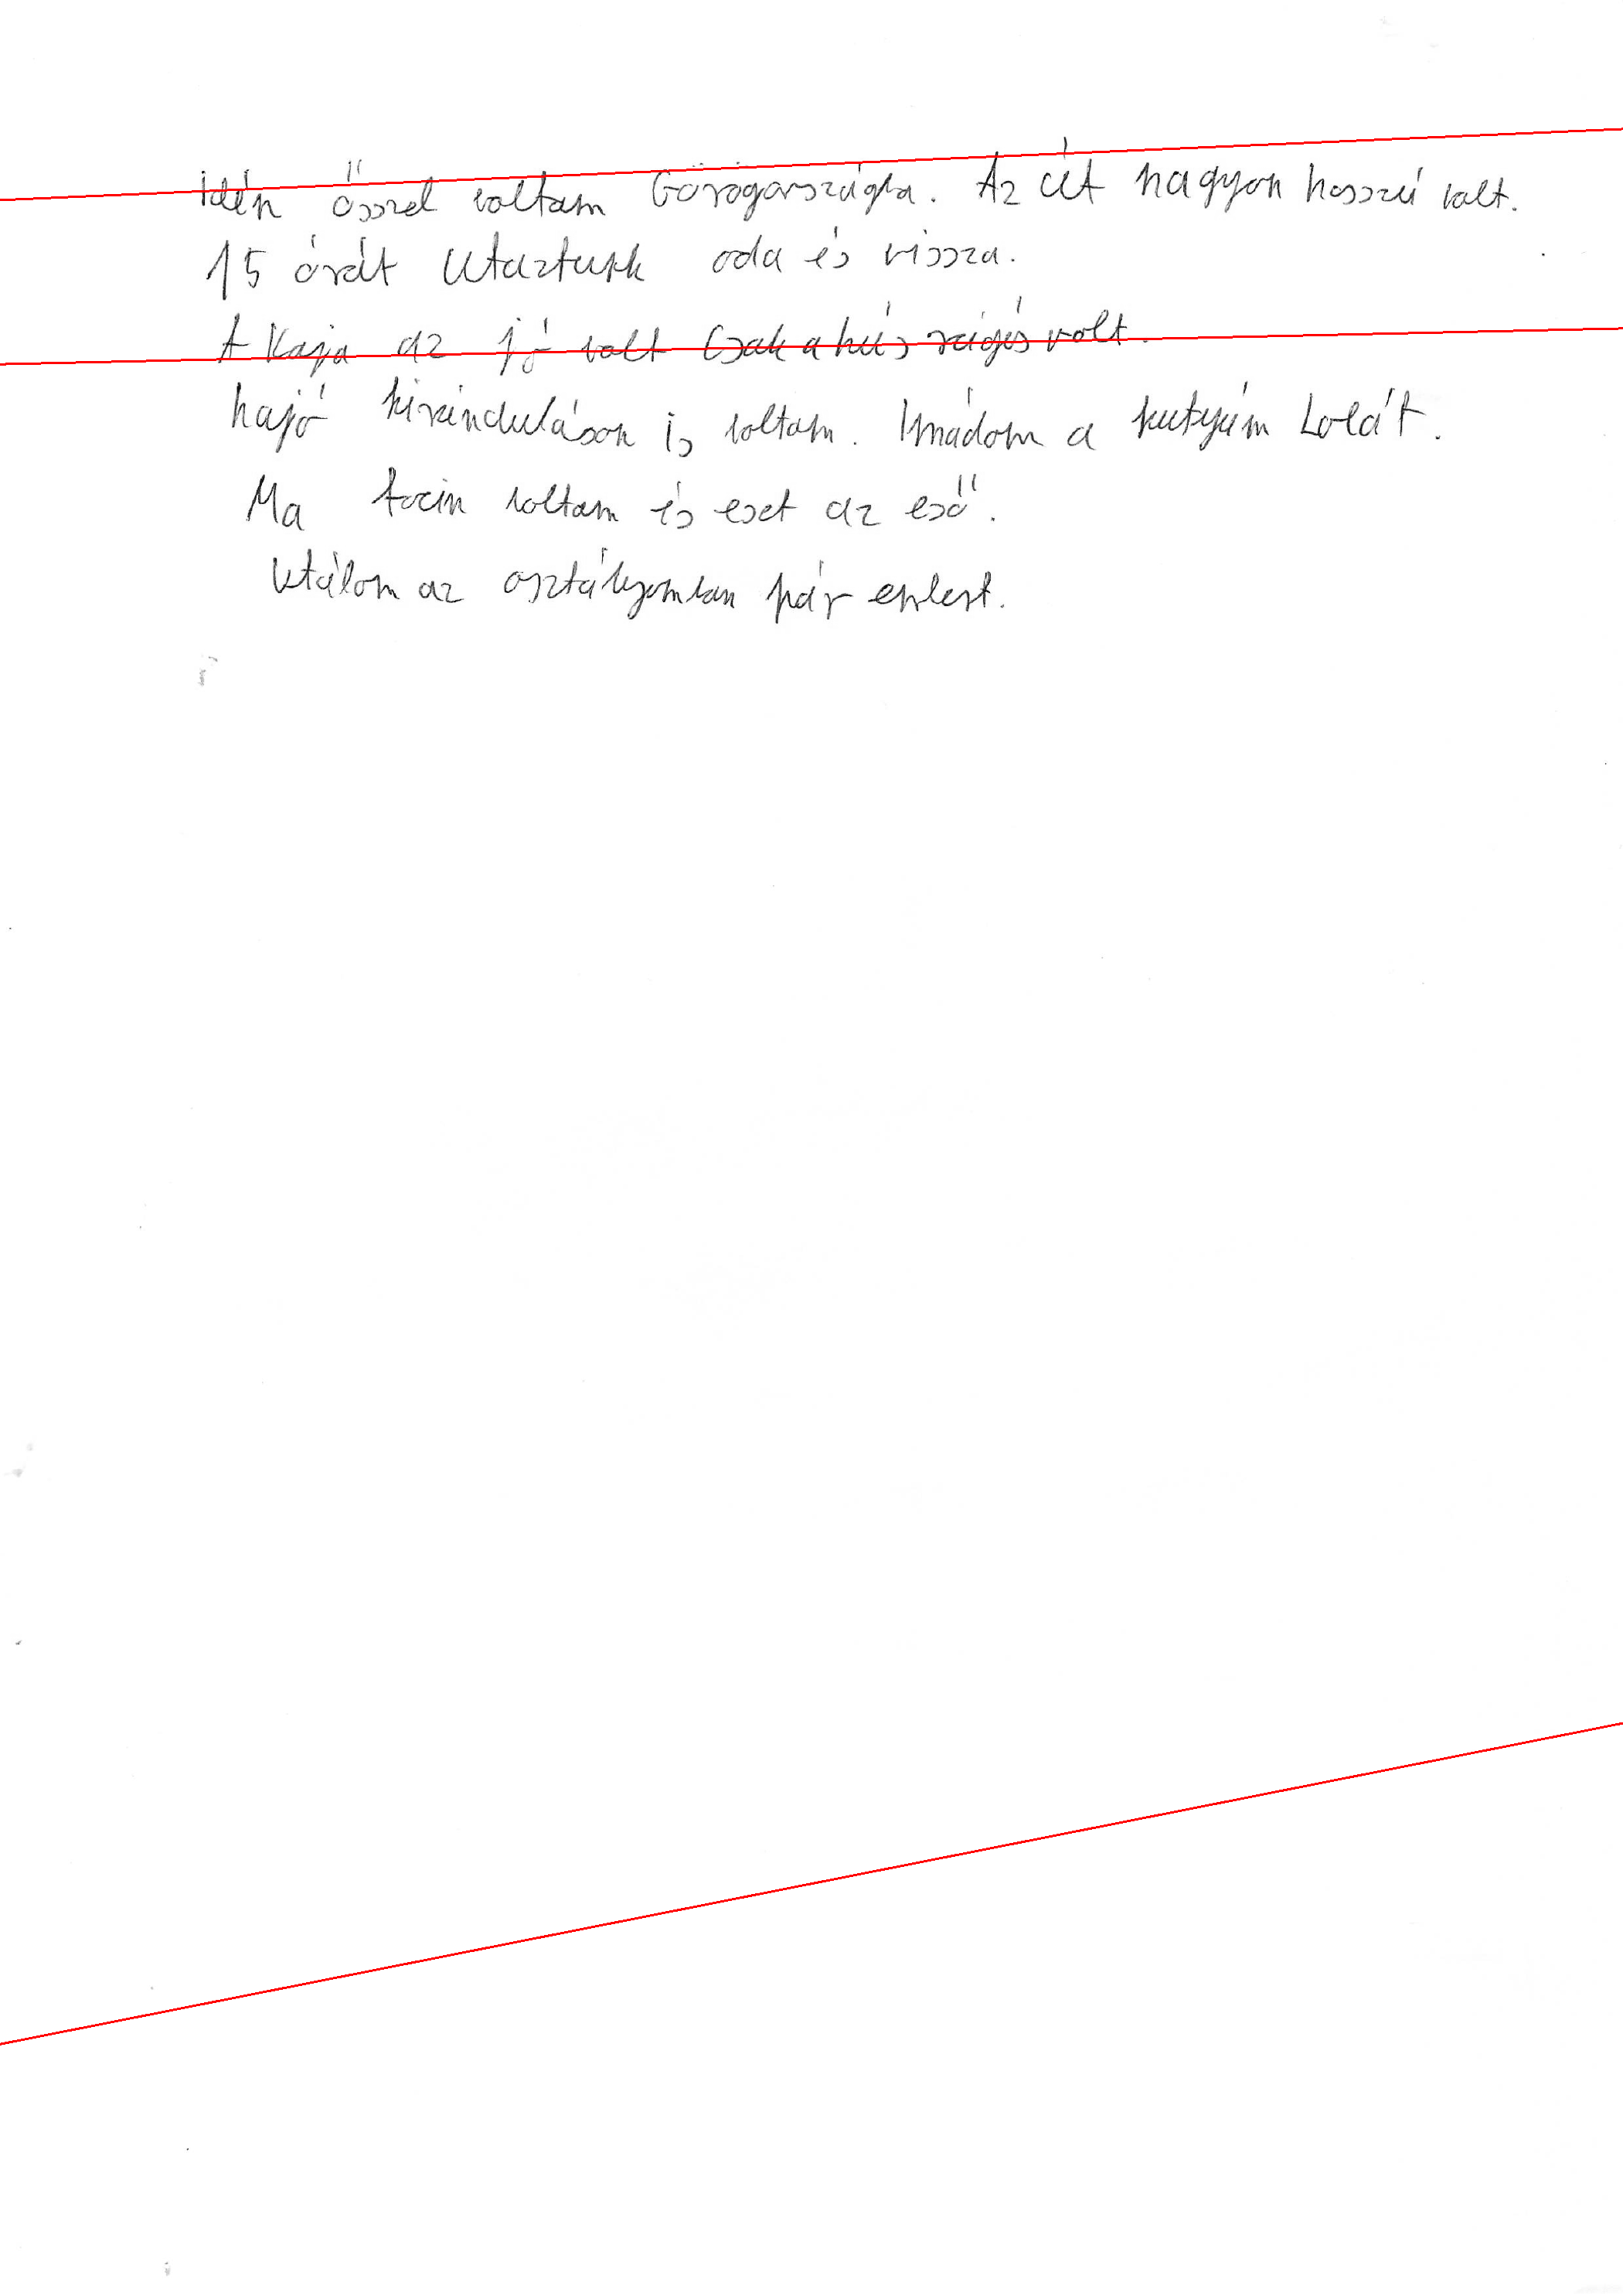 Idén ősszel voltam Görögországba. Az út nagyon hosszú volt.
15 órát utaztunk oda és vissza.
A kaja az jó volt csak a hús rágós volt.
hajó kiránduláson is voltam. Imádom a kutyám Lolát.
Ma focin voltam és eset az eső.
Utálom az osztályomban pár embert.